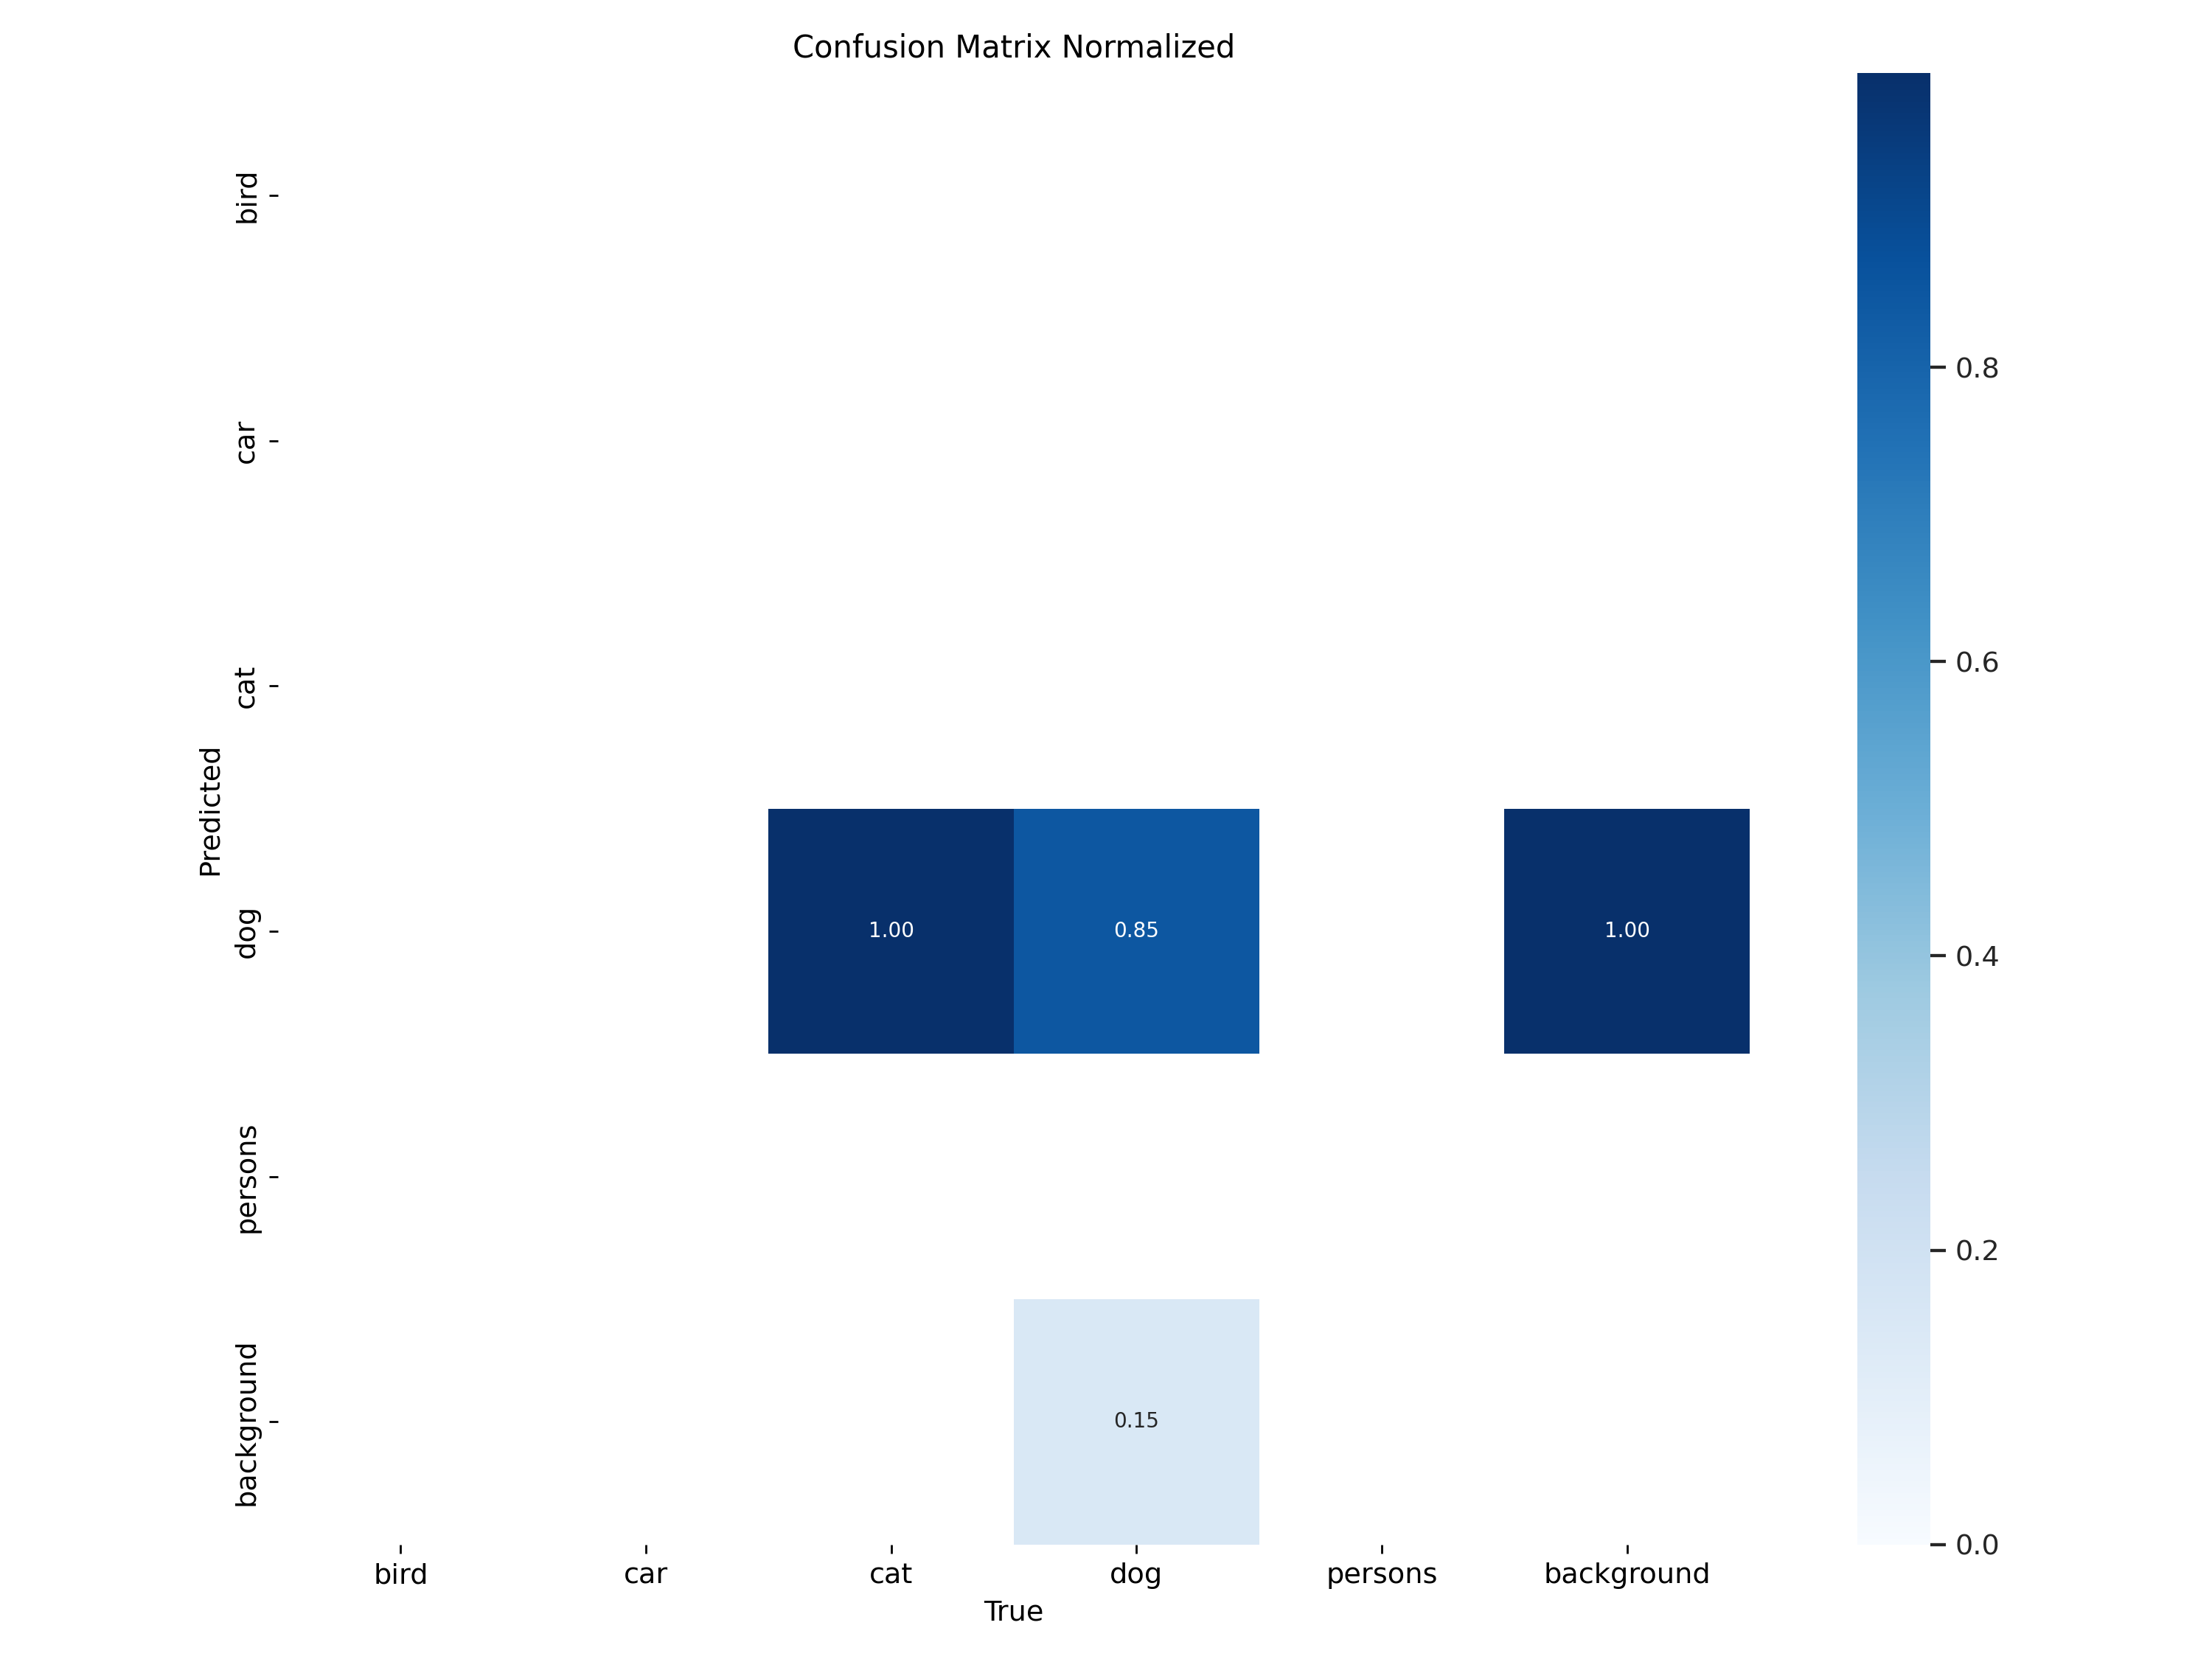 Confusion Matrix Normalized
bird
car
cat
dog
persons
background
Predicted
1.00
0.85
1.00
0.15
bird
car
cat
dog
persons
background
True
0.8
0.6
0.4
0.2
0.0